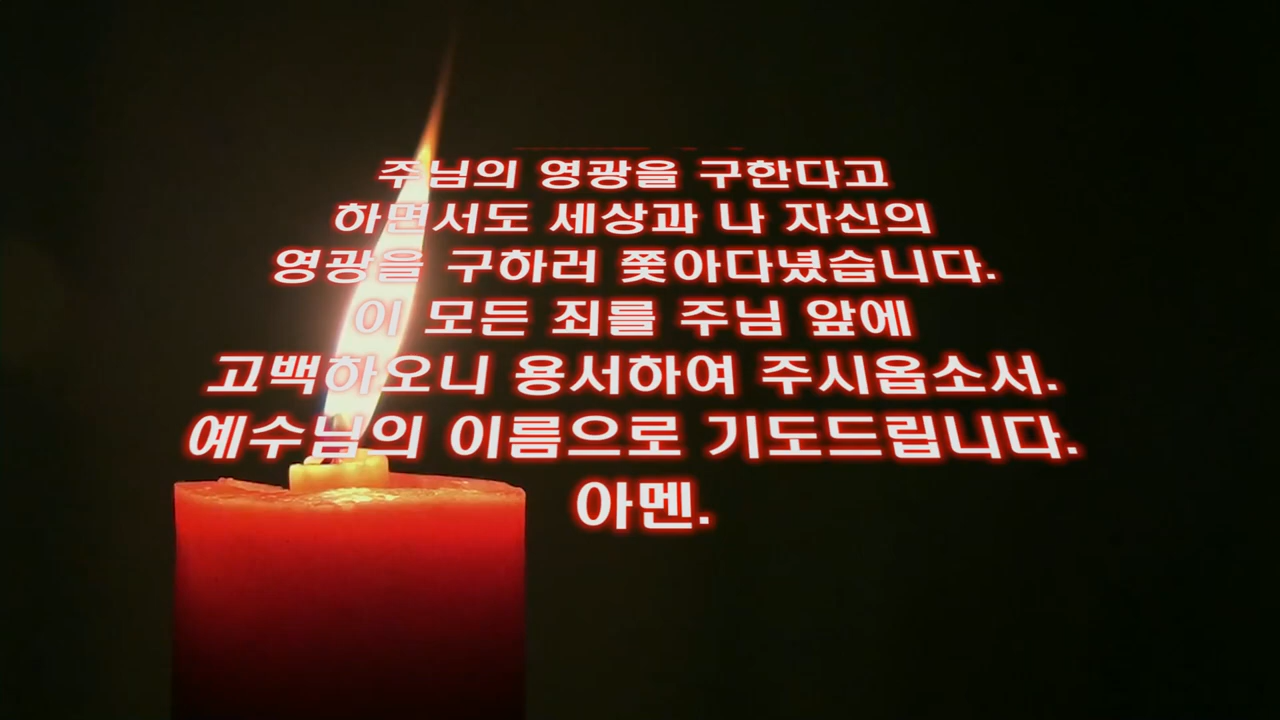 주님의 영광을 구한다고
하면서도 세상과 나 자신의
영광을 구하러 쫓아다녔습니다.
이 모든 죄를 주님 앞에
고백하오니 용서하여 주시옵소서.
예수님의 이름으로 기도드립니다.
아멘.